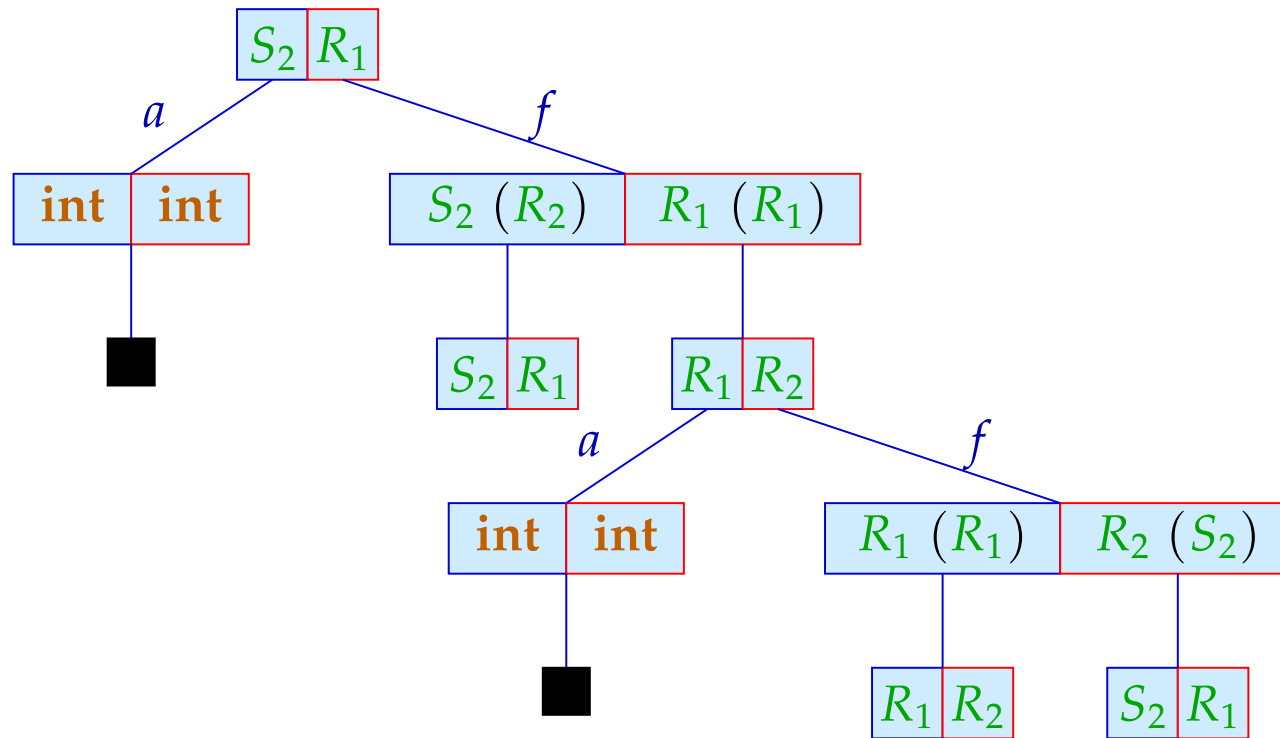 S₂ R₁
a f
int int S₂ (R₂) R₁ (R₁)
S₂ R₁ R₁ R₂
a f
int int R₁ (R₁) R₂ (S₂)
R₁ R₂ S₂ R₁